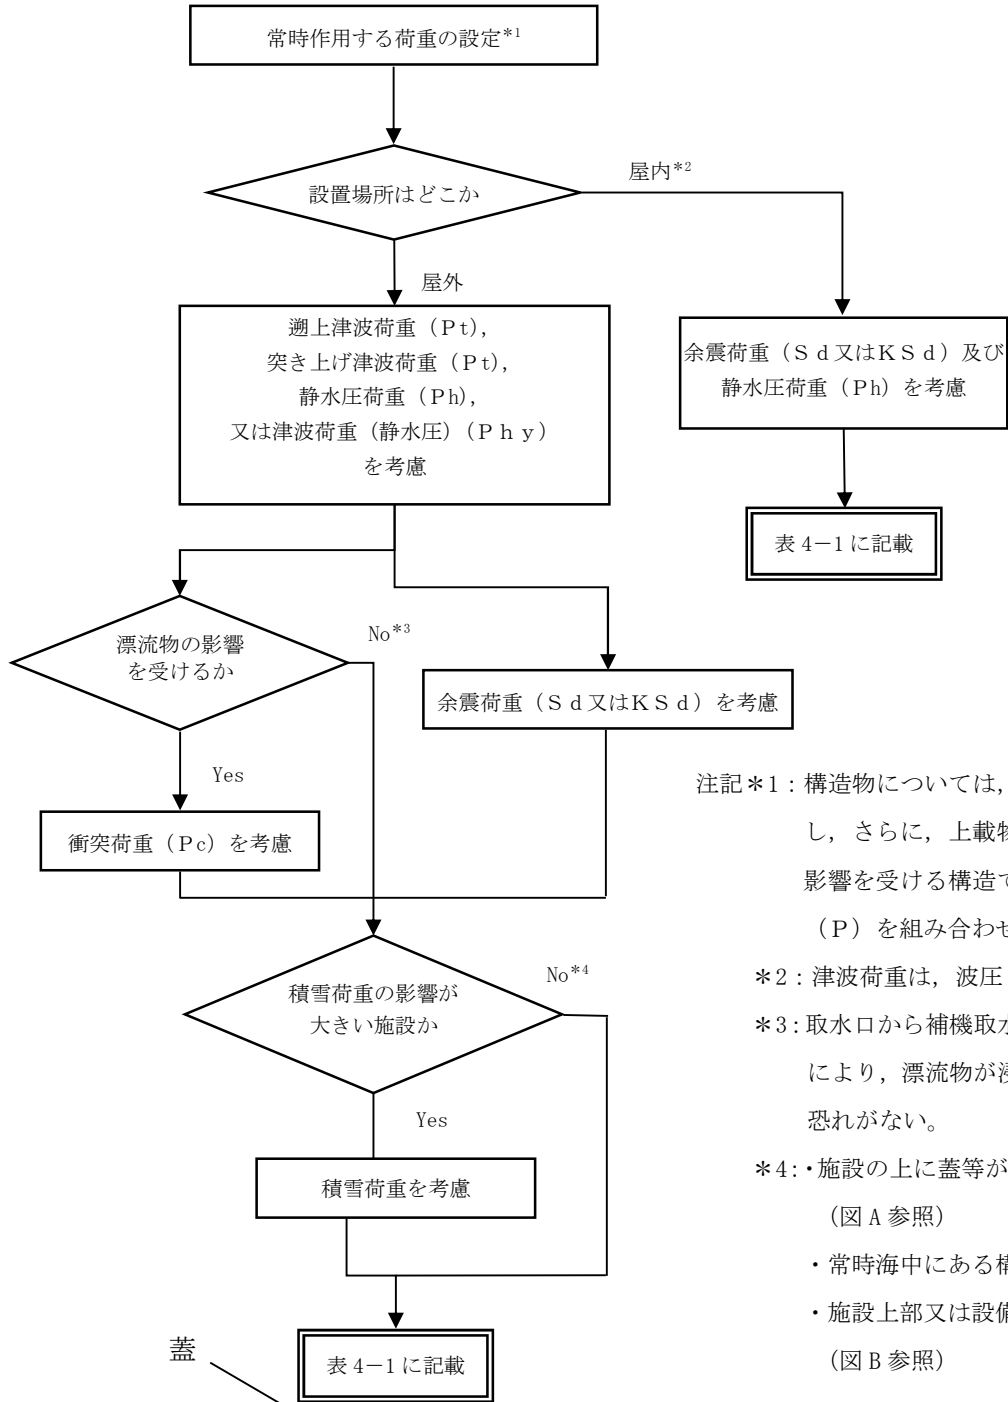 常時作用する荷重の設定*1
設置場所はどこか
屋内*2
屋外
遡上津波荷重（Pt），
突き上げ津波荷重（Pt），
静水圧荷重（Ph），
又は津波荷重（静水圧）（Ｐｈｙ）
を考慮
余震荷重（Ｓｄ又はＫＳｄ）及び
静水圧荷重（Ph）を考慮
表 4－1 に記載
漂流物の影響
を受けるか
No*3
余震荷重（Ｓｄ又はＫＳｄ）を考慮
Yes
衝突荷重（Pc）を考慮
積雪荷重の影響が
大きい施設か
No*4
Yes
積雪荷重を考慮
表 4－1 に記載
蓋
注記＊1：構造物については，
し，さらに，上載物
影響を受ける構造で
（Ｐ）を組み合わせ
＊2：津波荷重は，波圧
＊3：取水口から補機取水
により，漂流物が浸
恐れがない。
＊4：・施設の上に蓋等が
（図 A 参照）
・常時海中にある構
・施設上部又は設備
（図 B 参照）